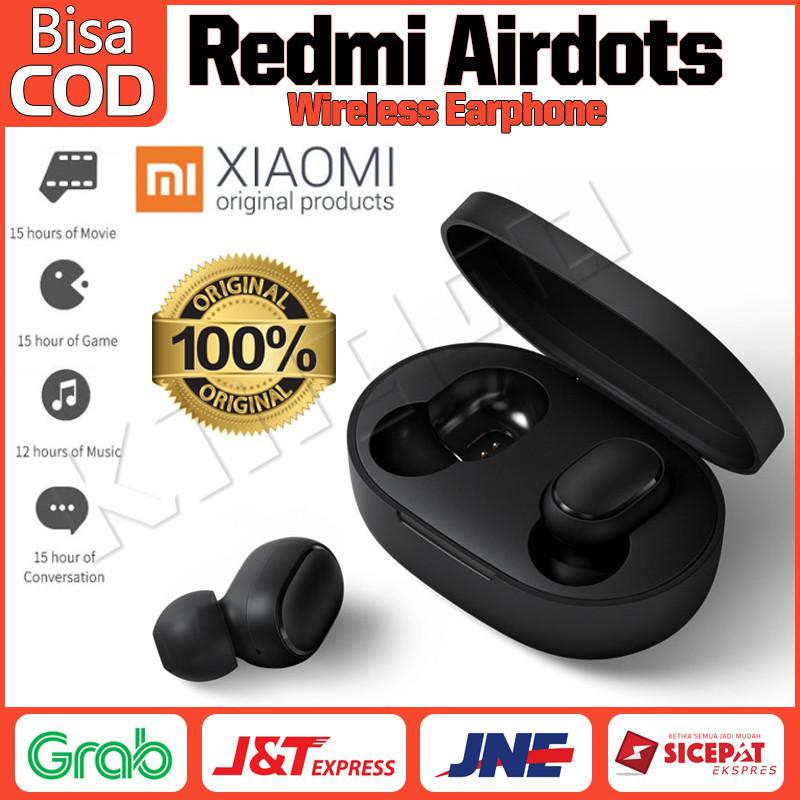 Bisa
COD
Redmi Airdots
Wireless Earphone
mi
XIAOMI
original products
15 hours of Movie
15 hour of Game
12 hours of Music
15 hour of
Conversation
ORIGINAL
100%
ORIGINAL
Grab
J&T EXPRESS
JNE
KETIKA SEMUA JADI MUDAH
SICEPAT
EKSPRES